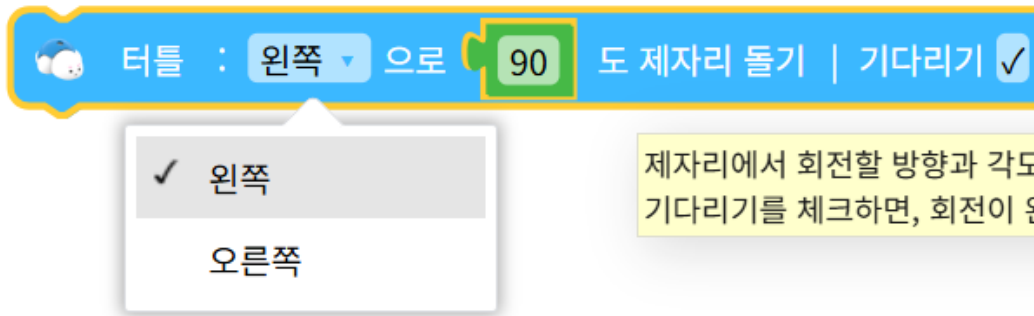 터틀 : 왼쪽 으로 90 도 제자리 돌기 | 기다리기
왼쪽
오른쪽
제자리에서 회전할 방향과
기다리기를 체크하면, 회전이